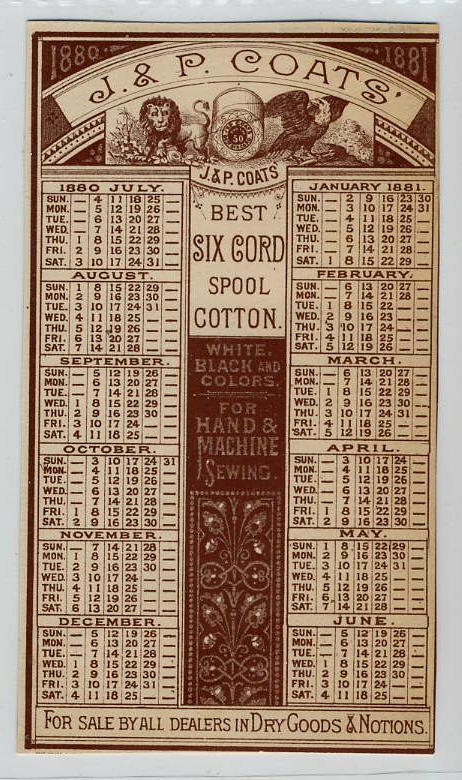 1880 1881
J. & P. COATS'
J. & P. COATS'
BEST
SIX CORD
SPOOL
COTTON.
WHITE.
BLACK AND
COLORS.
FOR
HAND &
MACHINE
SEWING.
1880 JULY.
SUN. — 4 11 18 25 —
MON. — 5 12 19 26 —
TUE. — 6 13 20 27 —
WED. — 7 14 21 28 —
THU. 1 8 15 22 29 —
FRI. 2 9 16 23 30 —
SAT. 3 10 17 24 31 —
AUGUST.
SUN. 1 8 15 22 29 —
MON. 2 9 16 23 30 —
TUE. 3 10 17 24 31 —
WED. 4 11 18 25 — —
THU. 5 12 19 26 — —
FRI. 6 13 20 27 — —
SAT. 7 14 21 28 — —
SEPTEMBER.
SUN. — 5 12 19 26 —
MON. — 6 13 20 27 —
TUE. — 7 14 21 28 —
WED. 1 8 15 22 29 —
THU. 2 9 16 23 30 —
FRI. 3 10 17 24 — —
SAT. 4 11 18 25 — —
OCTOBER.
SUN. — 3 10 17 24 31
MON. — 4 11 18 25 —
TUE. — 5 12 19 26 —
WED. — 6 13 20 27 —
THU. — 7 14 21 28 —
FRI. 1 8 15 22 29 —
SAT. 2 9 16 23 30 —
NOVEMBER.
SUN. — 7 14 21 28 —
MON. 1 8 15 22 29 —
TUE. 2 9 16 23 30 —
WED. 3 10 17 24 — —
THU. 4 11 18 25 — —
FRI. 5 12 19 26 — —
SAT. 6 13 20 27 — —
DECEMBER.
SUN. — 5 12 19 26 —
MON. — 6 13 20 27 —
TUE. — 7 14 21 28 —
WED. 1 8 15 22 29 —
THU. 2 9 16 23 30 —
FRI. 3 10 17 24 31 —
SAT. 4 11 18 25 — —
JANUARY 1881.
SUN. — 2 9 16 23 30
MON. — 3 10 17 24 31
TUE. — 4 11 18 25 —
WED. — 5 12 19 26 —
THU. — 6 13 20 27 —
FRI. — 7 14 21 28 —
SAT. 1 8 15 22 29 —
FEBRUARY.
SUN. — 6 13 20 27 —
MON. — 7 14 21 28 —
TUE. 1 8 15 22 — —
WED. 2 9 16 23 — —
THU. 3 10 17 24 — —
FRI. 4 11 18 25 — —
SAT. 5 12 19 26 — —
MARCH.
SUN. — 6 13 20 27 —
MON. — 7 14 21 28 —
TUE. 1 8 15 22 29 —
WED. 2 9 16 23 30 —
THU. 3 10 17 24 31 —
FRI. 4 11 18 25 — —
SAT. 5 12 19 26 — —
APRIL.
SUN. — 3 10 17 24 —
MON. — 4 11 18 25 —
TUE. — 5 12 19 26 —
WED. — 6 13 20 27 —
THU. — 7 14 21 28 —
FRI. 1 8 15 22 29 —
SAT. 2 9 16 23 30 —
MAY.
SUN. 1 8 15 22 29 —
MON. 2 9 16 23 30 —
TUE. 3 10 17 24 31 —
WED. 4 11 18 25 — —
THU. 5 12 19 26 — —
FRI. 6 13 20 27 — —
SAT. 7 14 21 28 — —
JUNE.
SUN. — 5 12 19 26 —
MON. — 6 13 20 27 —
TUE. — 7 14 21 28 —
WED. 1 8 15 22 29 —
THU. 2 9 16 23 30 —
FRI. 3 10 17 24 — —
SAT. 4 11 18 25 — —
FOR SALE BY ALL DEALERS IN DRY GOODS & NOTIONS.